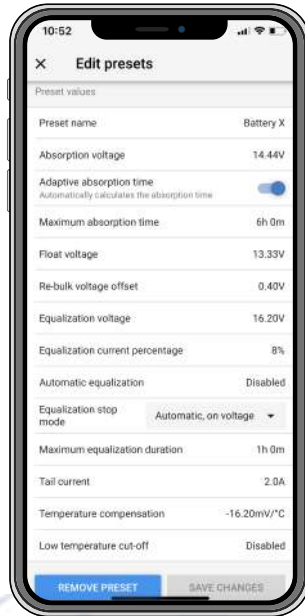 10:52
Edit presets
Preset values
Preset name Battery X
Absorption voltage 14.44V
Adaptive absorption time
Automatically calculates the absorption time
Maximum absorption time 6h 0m
Float voltage 13.33V
Re-bulk voltage offset 0.40V
Equalization voltage 16.20V
Equalization current percentage 8%
Automatic equalization Disabled
Equalization stop mode Automatic, on voltage
Maximum equalization duration 1h 0m
Tail current 2.0A
Temperature compensation -16.20mV/°C
Low temperature cut-off Disabled
REMOVE PRESET SAVE CHANGES